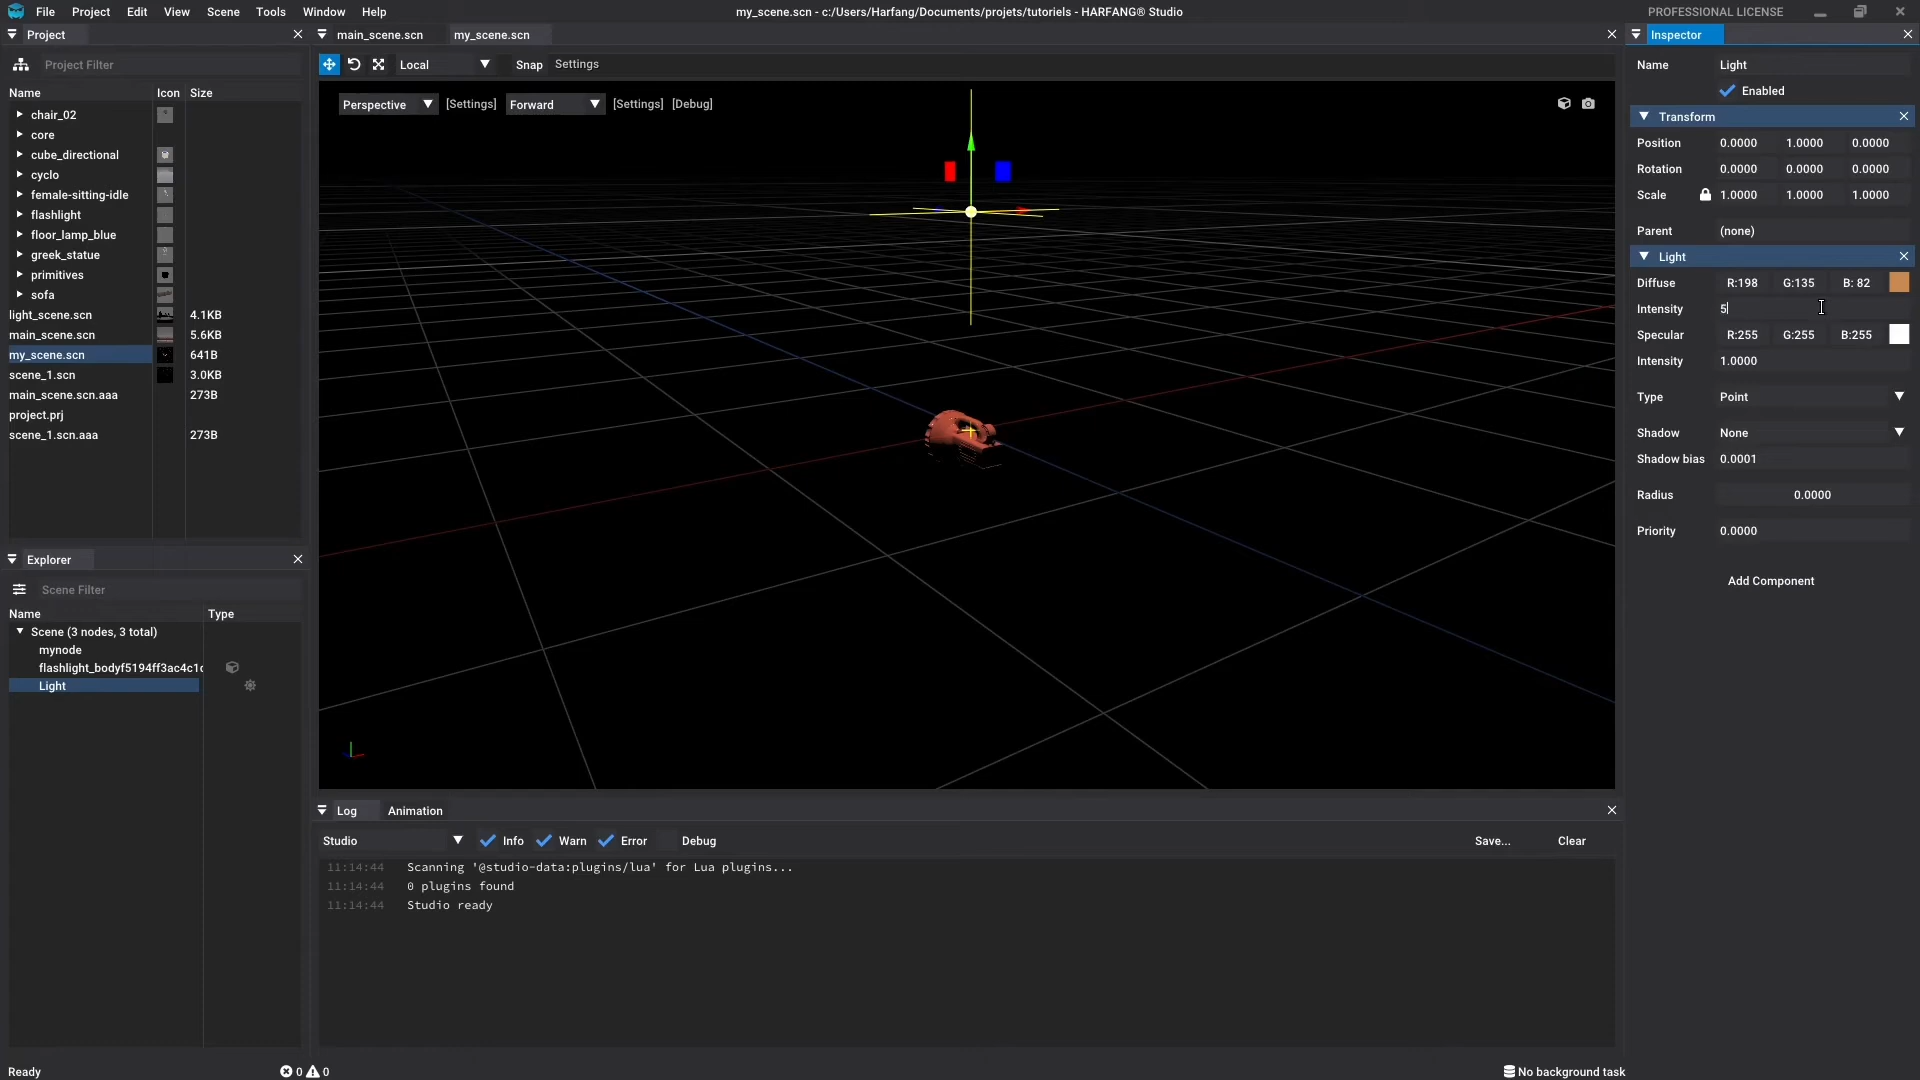 File Project Edit View Scene Tools Window Help
my_scene.scn - c:/Users/Harfang/Documents/projets/tutoriels - HARFANG® Studio
PROFESSIONAL LICENSE
Project
Project Filter
Name Icon Size
chair_02
core
cube_directional
cyclo
female-sitting-idle
flashlight
floor_lamp_blue
greek_statue
primitives
sofa
light_scene.scn 4.1KB
main_scene.scn 5.6KB
my_scene.scn 641B
scene_1.scn 3.0KB
main_scene.scn.aaa 273B
project.prj
scene_1.scn.aaa 273B
Explorer
Scene Filter
Name Type
Scene (3 nodes, 3 total)
mynode
flashlight_bodyf5194ff3ac4c1c
Light
main_scene.scn my_scene.scn
Local Snap Settings
Perspective [Settings] Forward [Settings] [Debug]
Log Animation
Studio Info Warn Error Debug Save... Clear
11:14:44 Scanning '@studio-data:plugins/lua' for Lua plugins...
11:14:44 0 plugins found
11:14:44 Studio ready
Inspector
Name Light
Enabled
Transform
Position 0.0000 1.0000 0.0000
Rotation 0.0000 0.0000 0.0000
Scale 1.0000 1.0000 1.0000
Parent (none)
Light
Diffuse R:198 G:135 B: 82
Intensity 5
Specular R:255 G:255 B:255
Intensity 1.0000
Type Point
Shadow None
Shadow bias 0.0001
Radius 0.0000
Priority 0.0000
Add Component
Ready 0 0 No background task